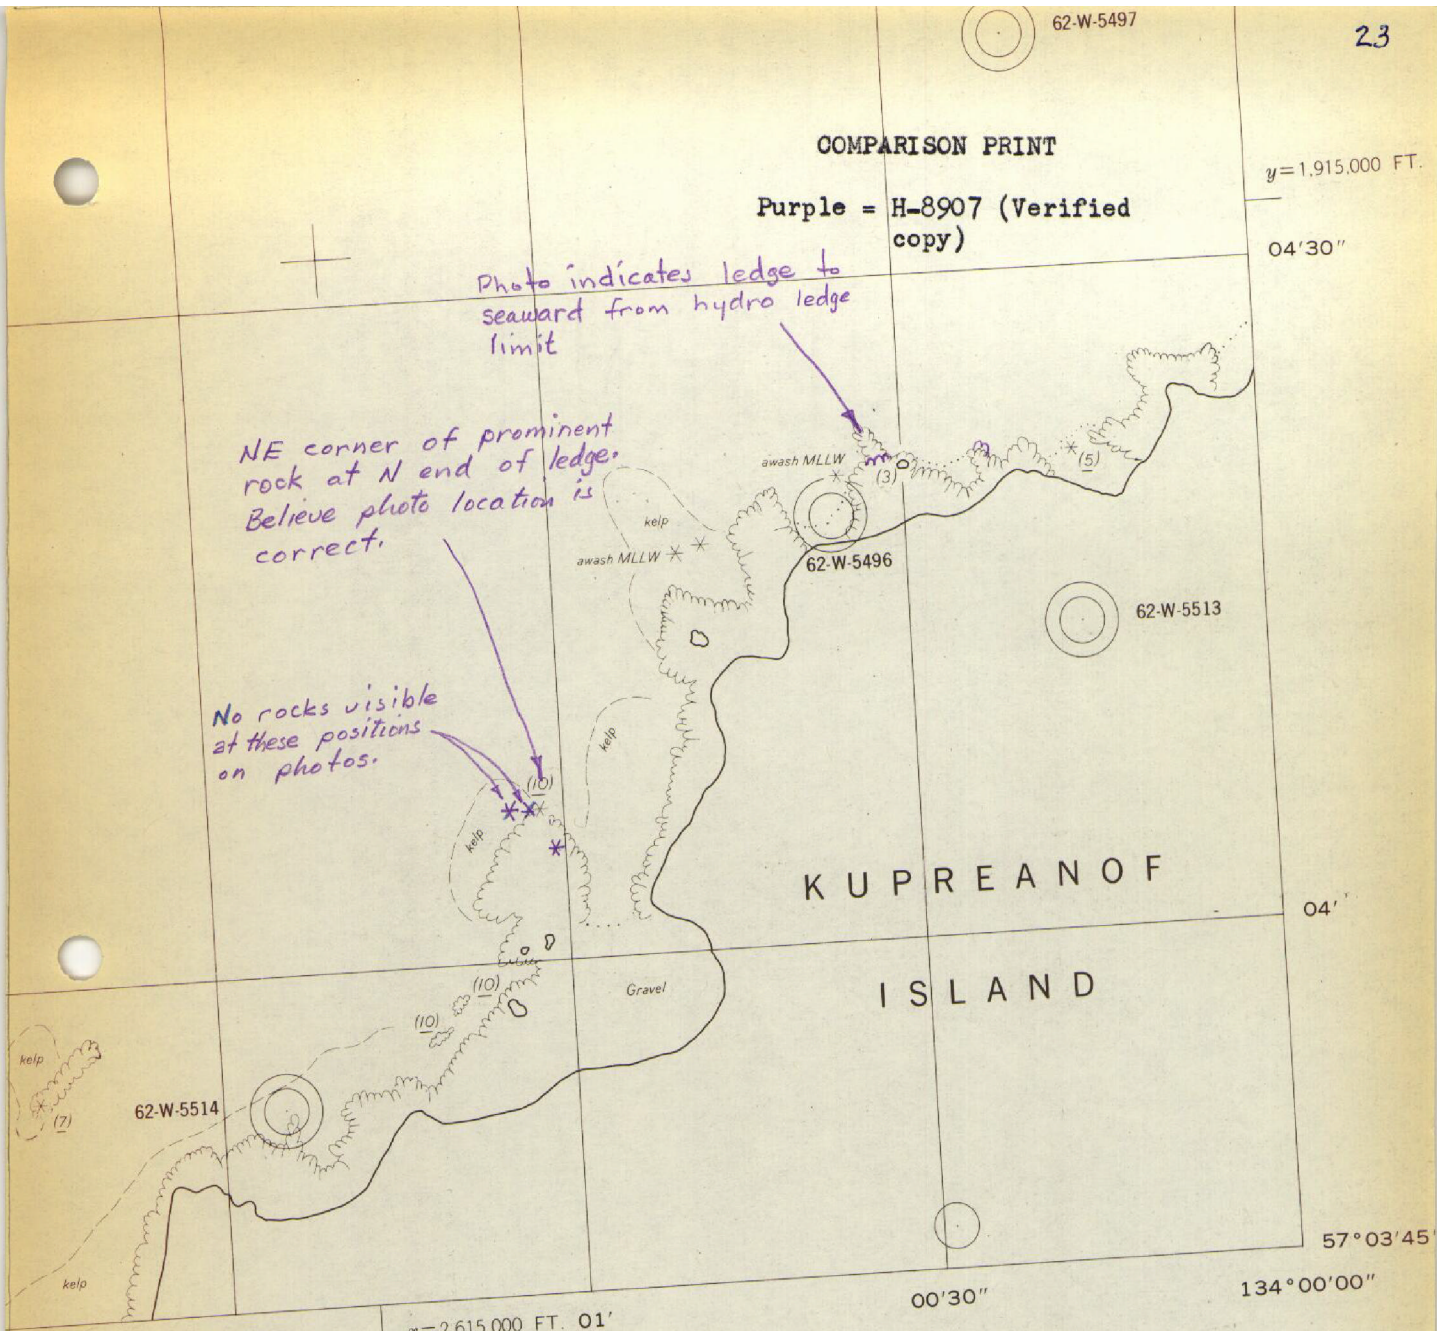 62-W-5497
23
COMPARISON PRINT
y=1,915,000 FT.
Purple = H-8907 (Verified
copy)
04'30"
Photo indicates ledge to
seaward from hydro ledge
limit
NE corner of prominent
rock at N end of ledge.
Believe photo location is
correct.
awash MLLW
(3)
(5)
kelp
awash MLLW
62-W-5496
62-W-5513
No rocks visible
at these positions
on photos.
kelp
(10)
kelp
KUPREANOF
04'
ISLAND
Gravel
(10)
(10)
kelp
(7)
62-W-5514
kelp
57°03'45"
00'30"
134°00'00"
2,615,000 FT. 01'